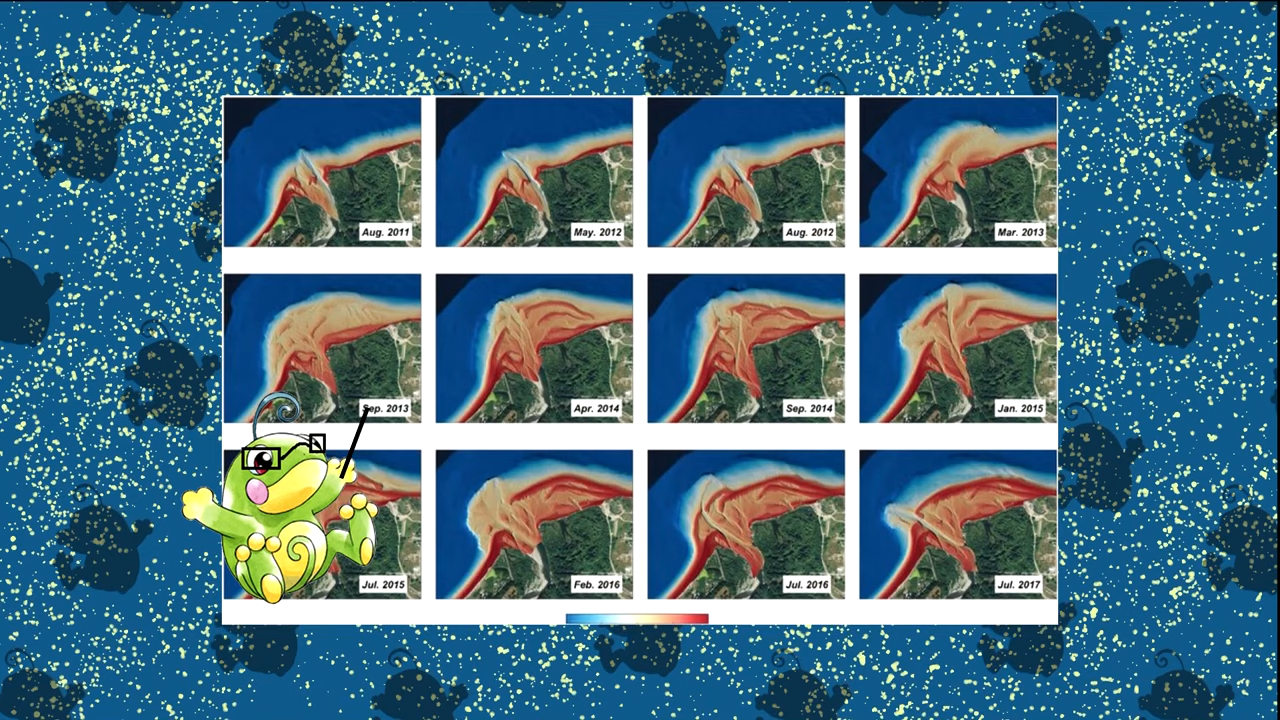 Aug. 2011
May. 2012
Aug. 2012
Mar. 2013
Sep. 2013
Apr. 2014
Sep. 2014
Jan. 2015
Jul. 2015
Feb. 2016
Jul. 2016
Jul. 2017